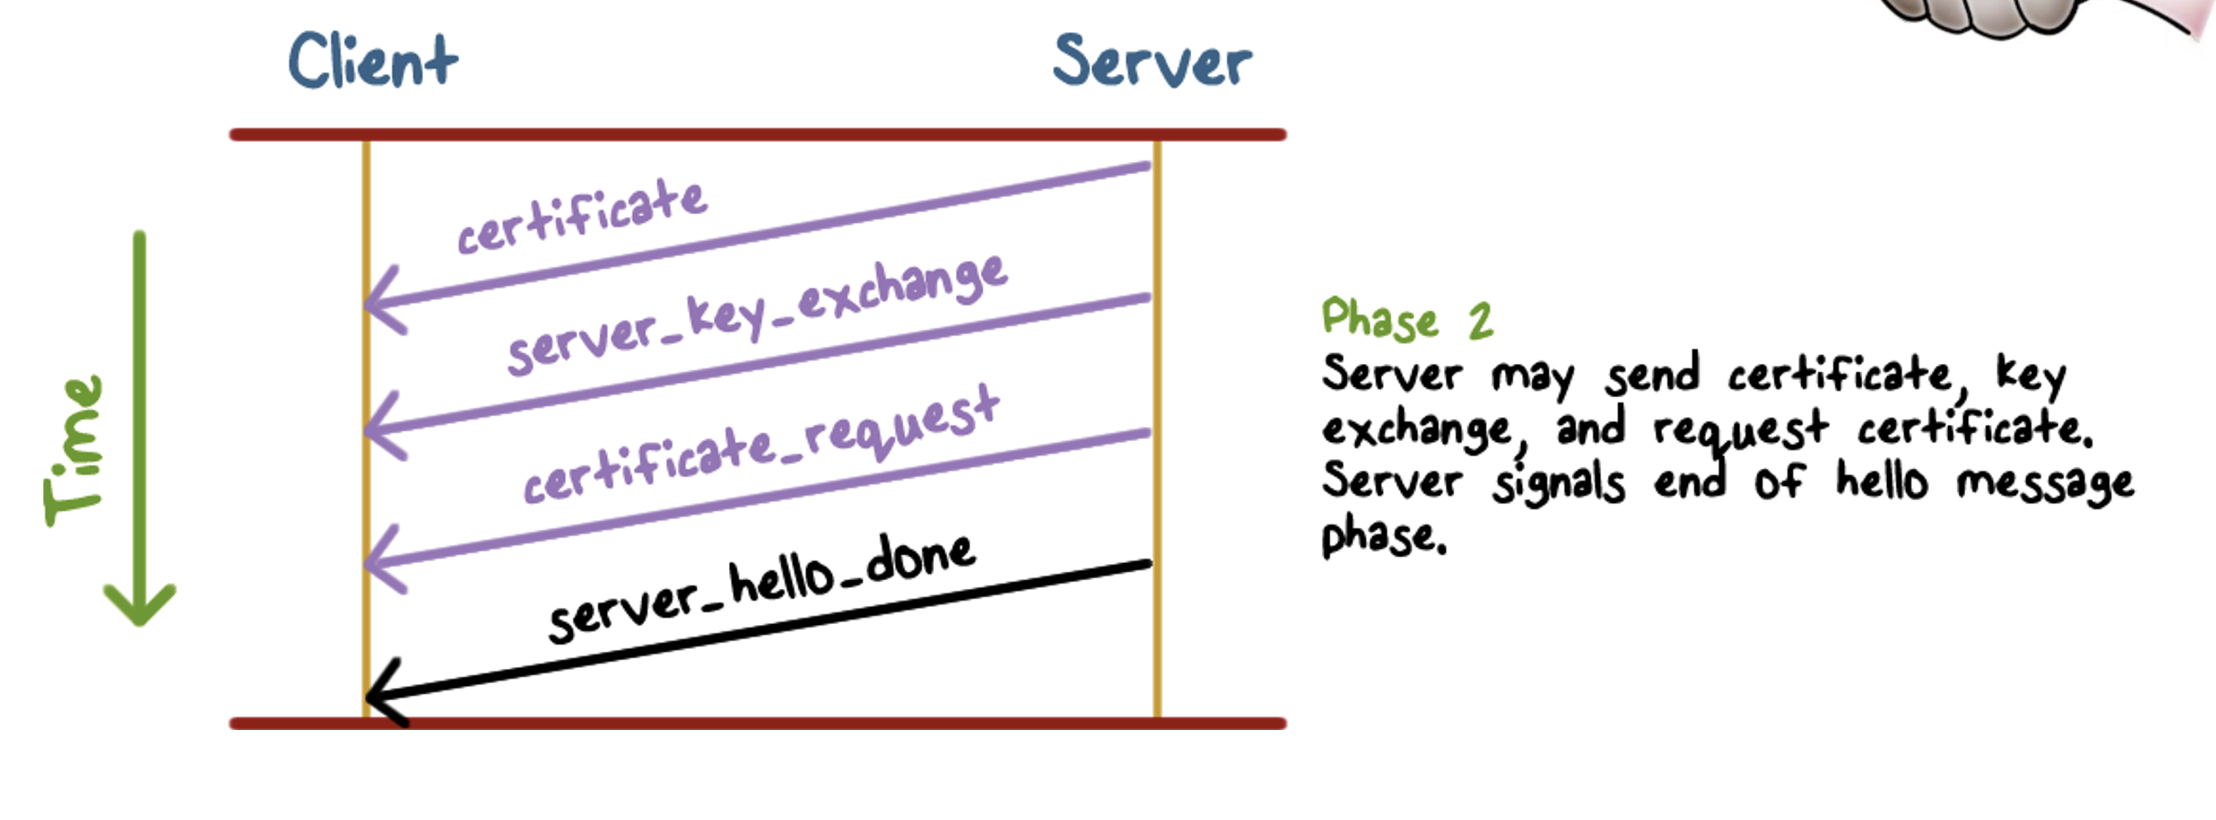 Client
Server
certificate
server_key_exchange
certificate_request
server_hello_done
Time
Phase 2
Server may send certificate, key
exchange, and request certificate.
Server signals end of hello message
phase.